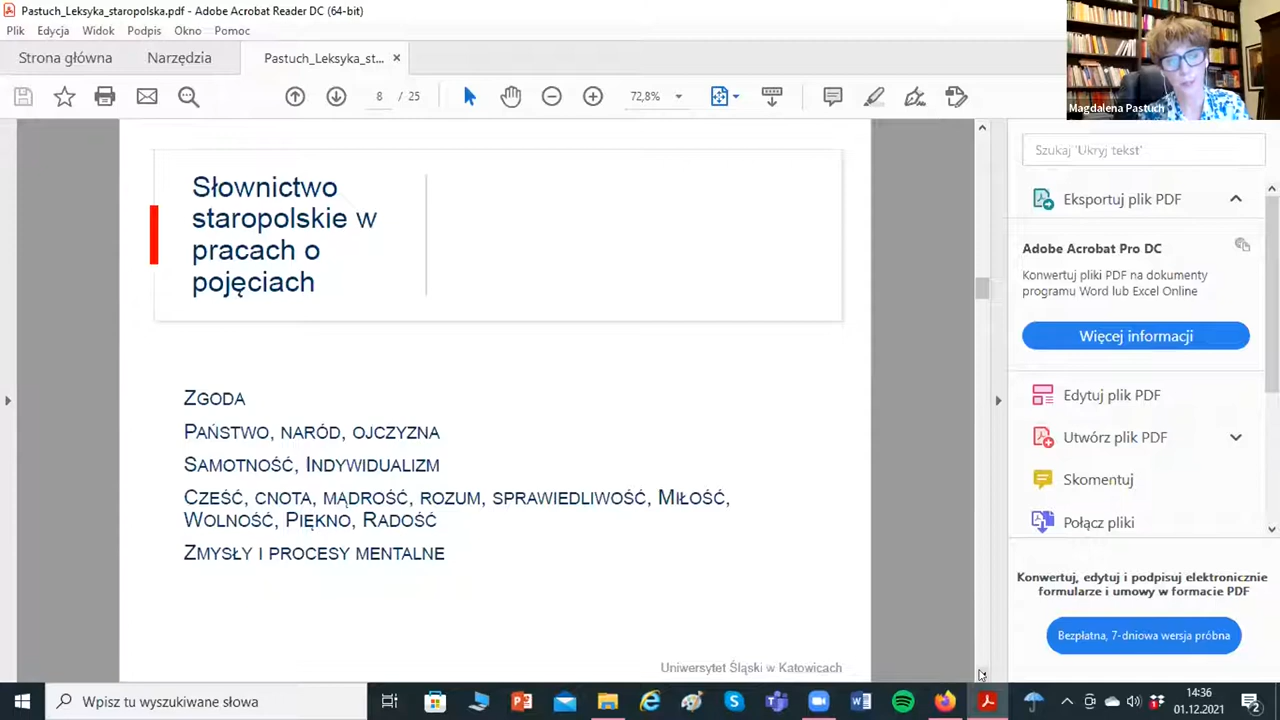 Pastuch_Leksyka_staropolska.pdf - Adobe Acrobat Reader DC (64-bit)
Plik Edycja Widok Podpis Okno Pomoc
Strona główna Narzędzia Pastuch_Leksyka_st... ×
8 / 25 72,8%
Magdalena Pastuch
Słownictwo
staropolskie w
pracach o
pojęciach
ZGODA
PAŃSTWO, NARÓD, OJCZYZNA
SAMOTNOŚĆ, INDYWIDUALIZM
CZEŚĆ, CNOTA, MĄDROŚĆ, ROZUM, SPRAWIEDLIWOŚĆ, MIŁOŚĆ,
WOLNOŚĆ, PIĘKNO, RADOŚĆ
ZMYSŁY I PROCESY MENTALNE
Uniwersytet Śląski w Katowicach
Szukaj 'Ukryj tekst'
Eksportuj plik PDF
Adobe Acrobat Pro DC
Konwertuj pliki PDF na dokumenty
programu Word lub Excel Online
Więcej informacji
Edytuj plik PDF
Utwórz plik PDF
Skomentuj
Połącz pliki
Konwertuj, edytuj i podpisuj elektronicznie
formularze i umowy w formacie PDF
Bezpłatna, 7-dniowa wersja próbna
Wpisz tu wyszukiwane słowa
14:36
01.12.2021
2